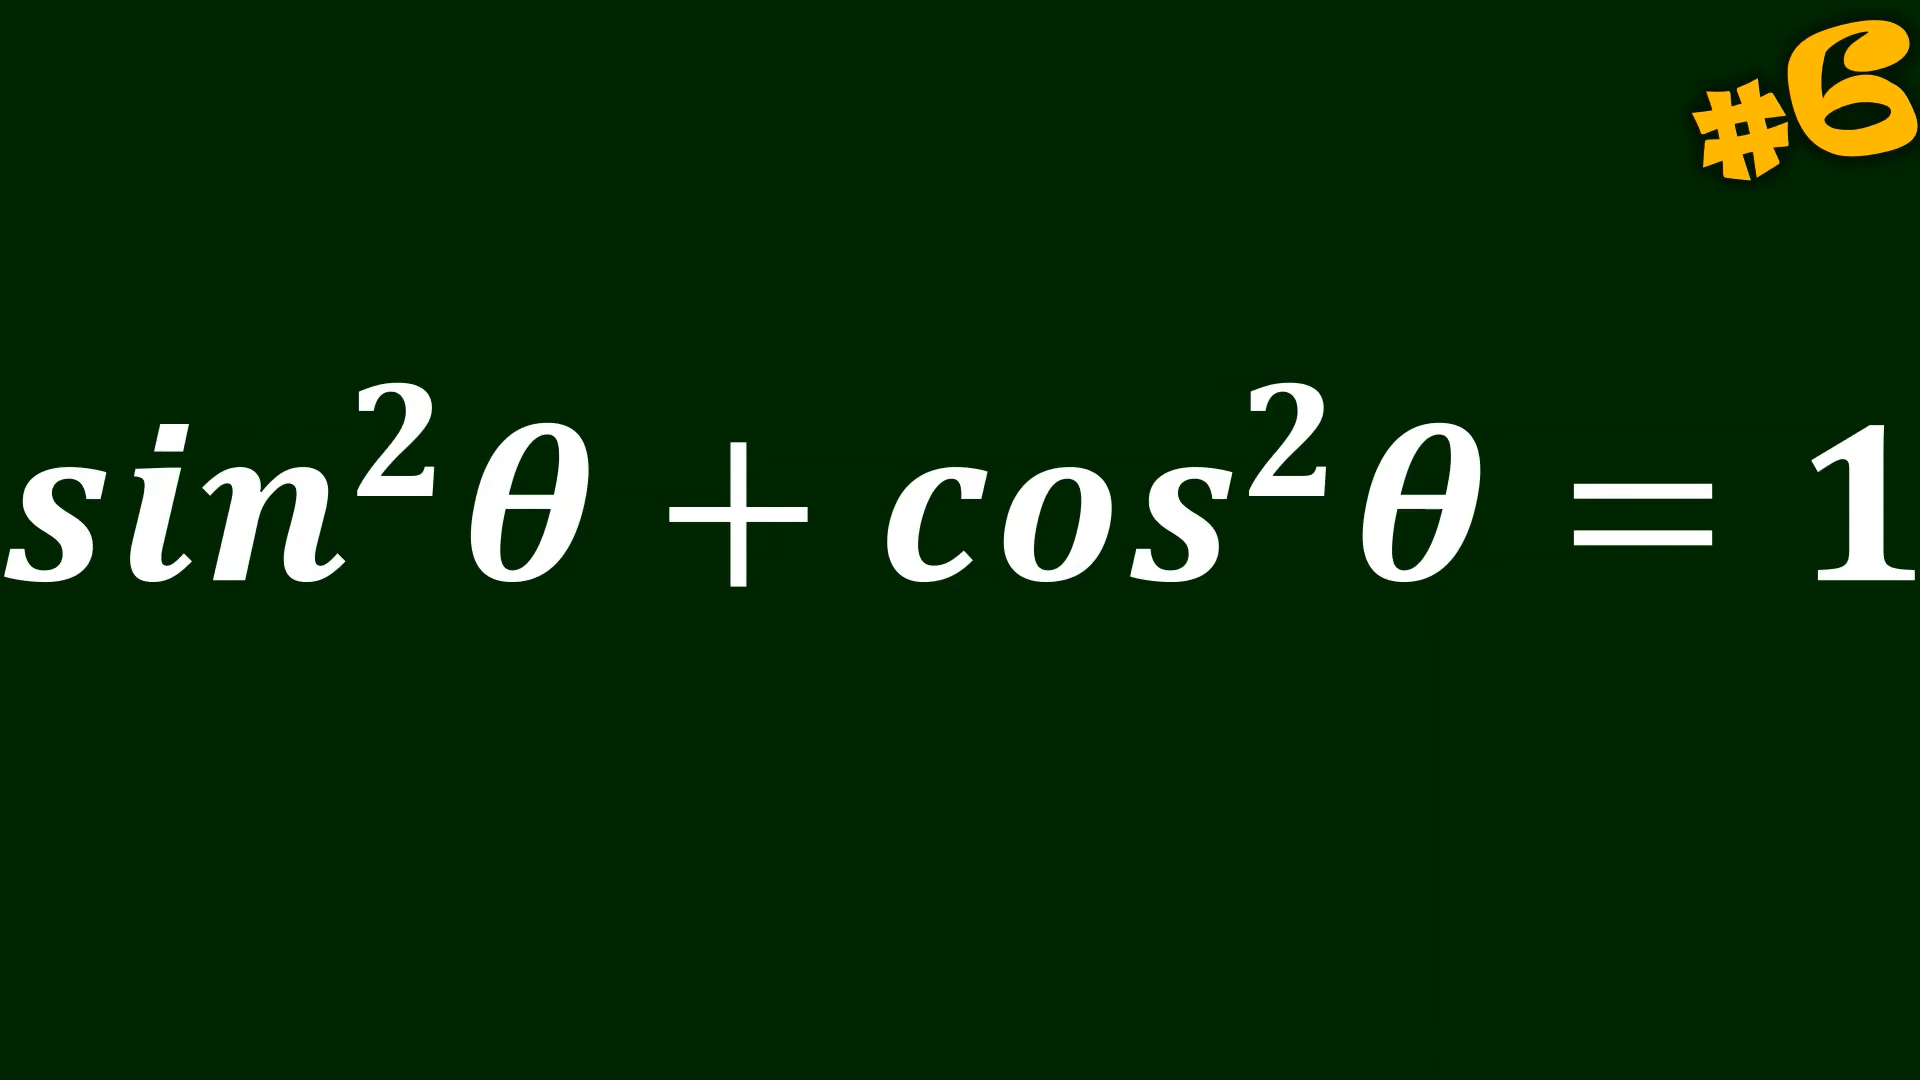 #6
sin²θ + cos²θ = 1